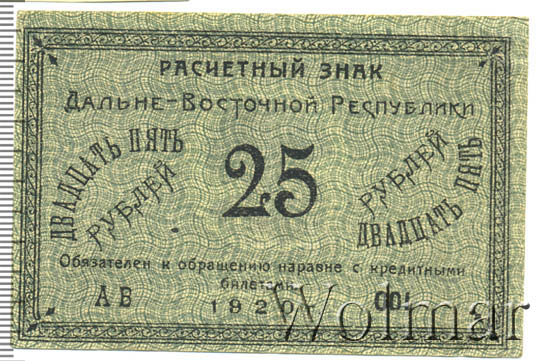 РАСЧЕТНЫЙ ЗНАК
ДАЛЬНЕ-ВОСТОЧНОЙ РЕСПУБЛИКИ
ДВАДЦАТЬ ПЯТЬ
РУБЛЕЙ
25
РУБЛЕЙ
ДВАДЦАТЬ ПЯТЬ
Обязателен к обращению наравне с кредитными
билетами.
АВ
1920 г.
00
Wolmar